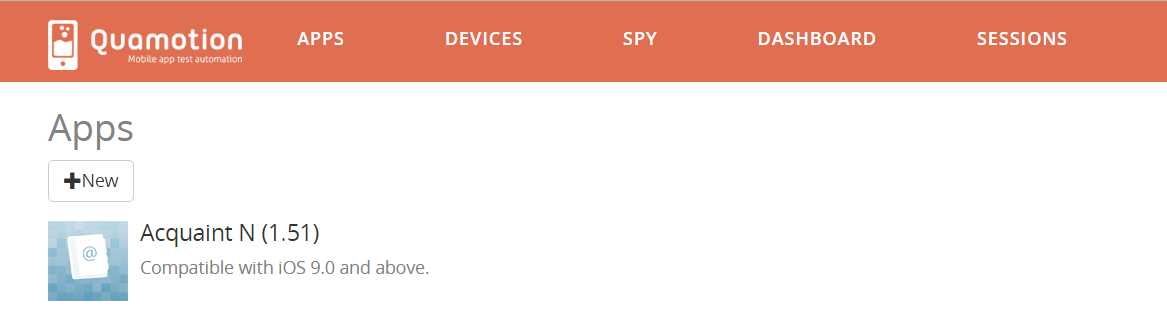 Quamotion
Mobile app test automation
APPS DEVICES SPY DASHBOARD SESSIONS
Apps
+New
@
Acquaint N (1.51)
Compatible with iOS 9.0 and above.